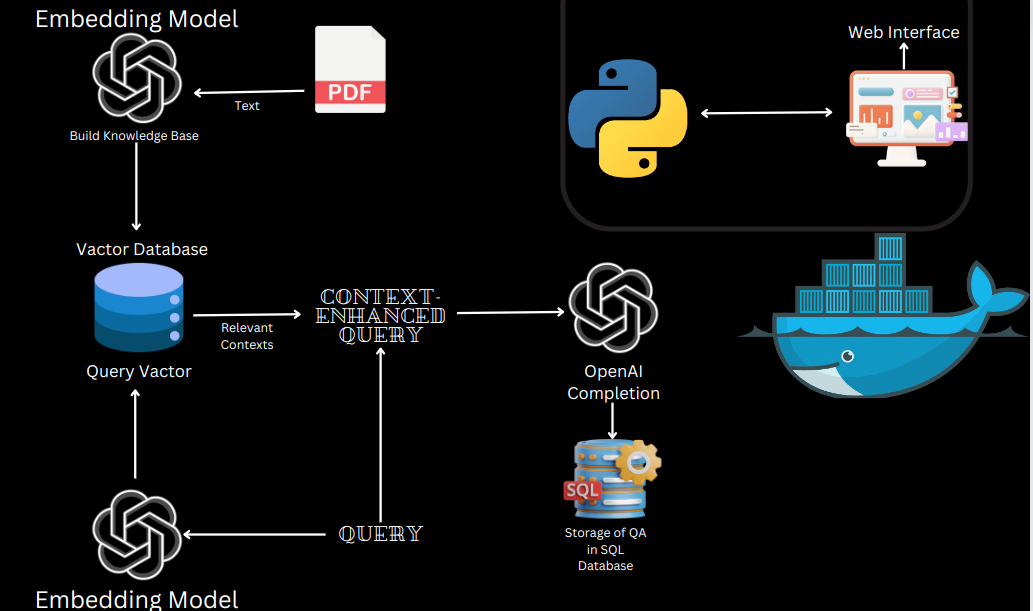 Embedding Model
PDF
Text
Build Knowledge Base
Web Interface
Vactor Database
Relevant
Contexts
CONTEXT-
ENHANCED
QUERY
Query Vactor
OpenAI
Completion
SQL
Storage of QA
in SQL
Database
QUERY
Embedding Model